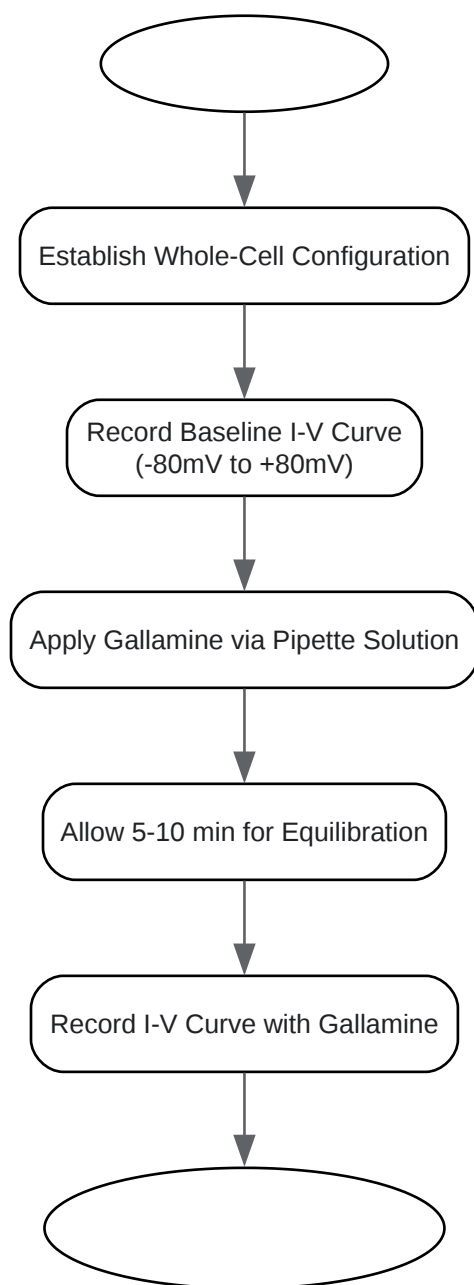 Establish Whole-Cell Configuration
Record Baseline I-V Curve
(-80mV to +80mV)
Apply Gallamine via Pipette Solution
Allow 5-10 min for Equilibration
Record I-V Curve with Gallamine